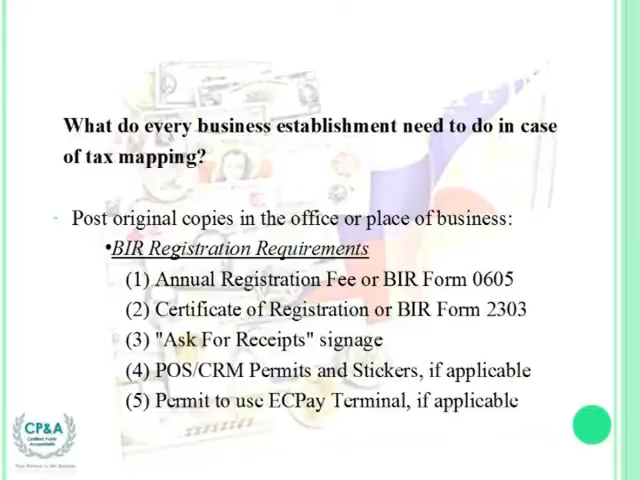 What do every business establishment need to do in case
of tax mapping?
- Post original copies in the office or place of business:
•BIR Registration Requirements
(1) Annual Registration Fee or BIR Form 0605
(2) Certificate of Registration or BIR Form 2303
(3) "Ask For Receipts" signage
(4) POS/CRM Permits and Stickers, if applicable
(5) Permit to use ECPay Terminal, if applicable
CP&A
Certified Public
Accountants